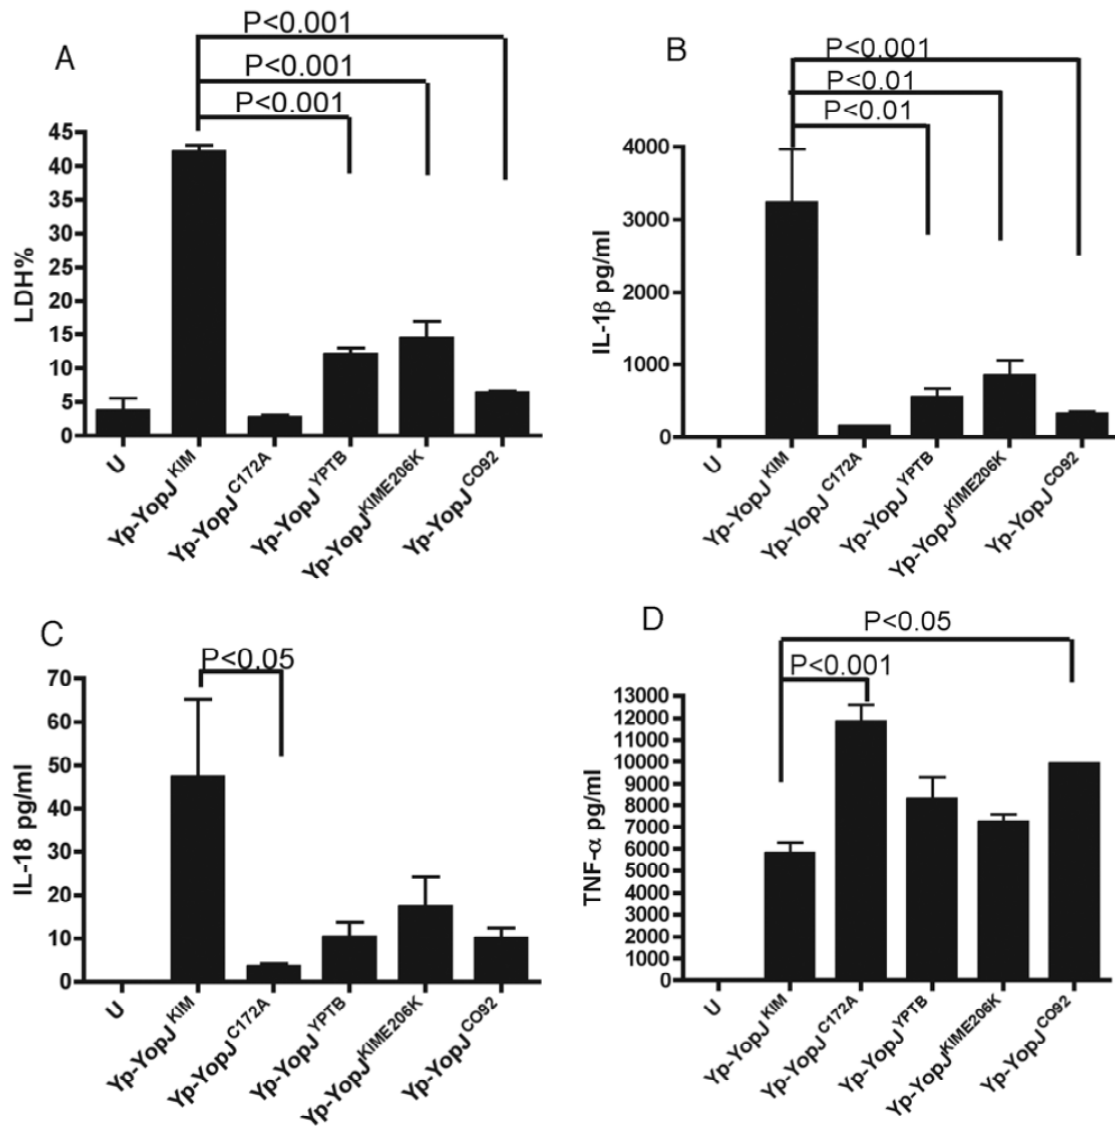 A
P<0.001
P<0.001
P<0.001
LDH%
45
40
35
30
25
20
15
10
5
0
U
Yp-YopJ KIM
Yp-YopJ C172A
Yp-YopJ YPTB
Yp-YopJ KIME206K
Yp-YopJ CO92
B
P<0.001
P<0.01
P<0.01
IL-1β pg/ml
4000
3000
2000
1000
0
U
Yp-YopJ KIM
Yp-YopJ C172A
Yp-YopJ YPTB
Yp-YopJ KIME206K
Yp-YopJ CO92
C
P<0.05
IL-18 pg/ml
70
60
50
40
30
20
10
0
U
Yp-YopJ KIM
Yp-YopJ C172A
Yp-YopJ YPTB
Yp-YopJ KIME206K
Yp-YopJ CO92
D
P<0.05
P<0.001
TNF-α pg/ml
13000
12000
11000
10000
9000
8000
7000
6000
5000
4000
3000
2000
1000
0
U
Yp-YopJ KIM
Yp-YopJ C172A
Yp-YopJ YPTB
Yp-YopJ KIME206K
Yp-YopJ CO92